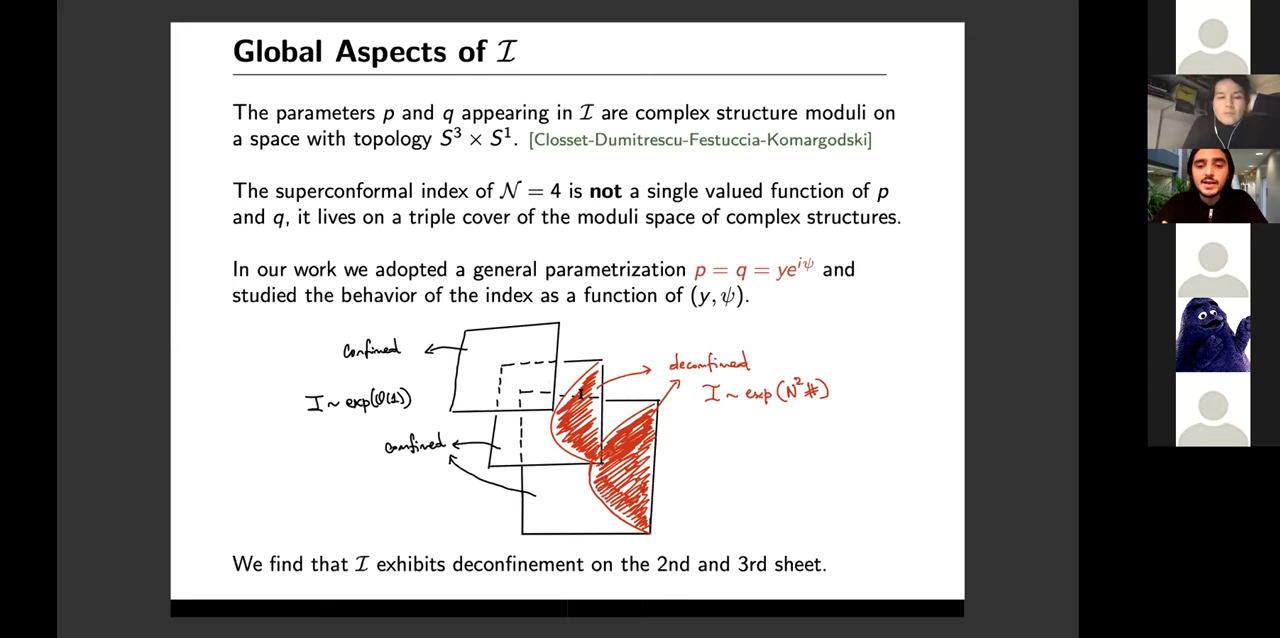 Global Aspects of ℐ
The parameters p and q appearing in ℐ are complex structure moduli on
a space with topology S³ × S¹. [Closset-Dumitrescu-Festuccia-Komargodski]
The superconformal index of 𝒩 = 4 is not a single valued function of p
and q, it lives on a triple cover of the moduli space of complex structures.
In our work we adopted a general parametrization p = q = ye^{iψ} and
studied the behavior of the index as a function of (y, ψ).
confined
deconfined
I ~ exp(O(1))
I ~ exp(N² #)
confined
We find that ℐ exhibits deconfinement on the 2nd and 3rd sheet.